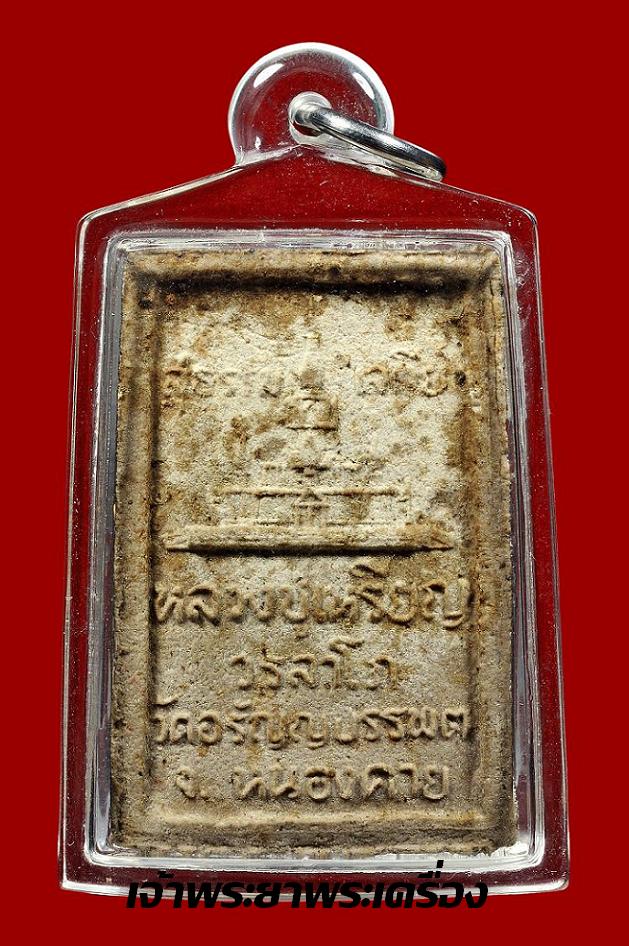 หลวงปู่เหรียญ
วรลาโภ
วัดอรัญญบรรพต
จ. หนองคาย
เจ้าพระยาพระเครื่อง